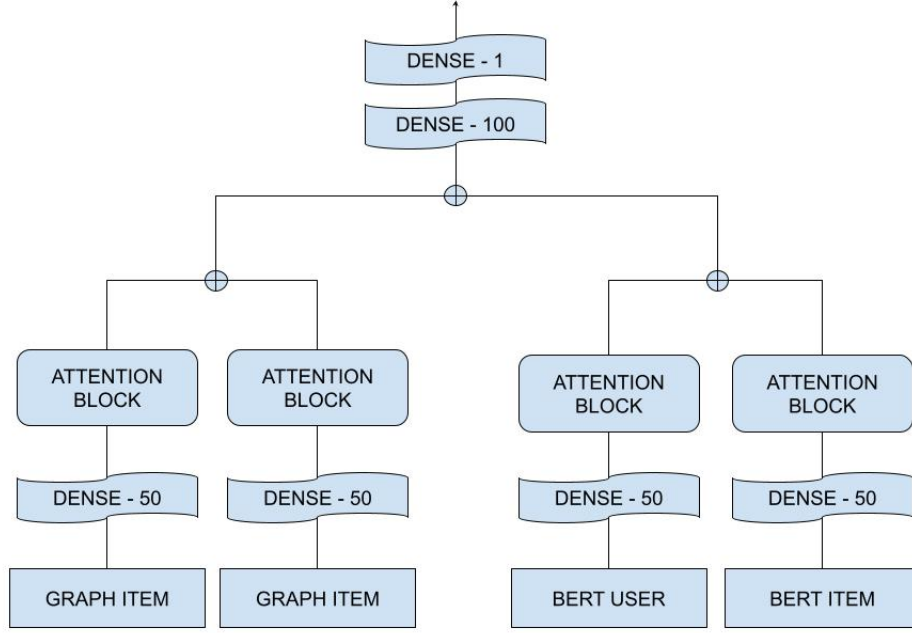 DENSE - 1
DENSE - 100
ATTENTION
BLOCK
ATTENTION
BLOCK
ATTENTION
BLOCK
ATTENTION
BLOCK
DENSE - 50
DENSE - 50
DENSE - 50
DENSE - 50
GRAPH ITEM
GRAPH ITEM
BERT USER
BERT ITEM